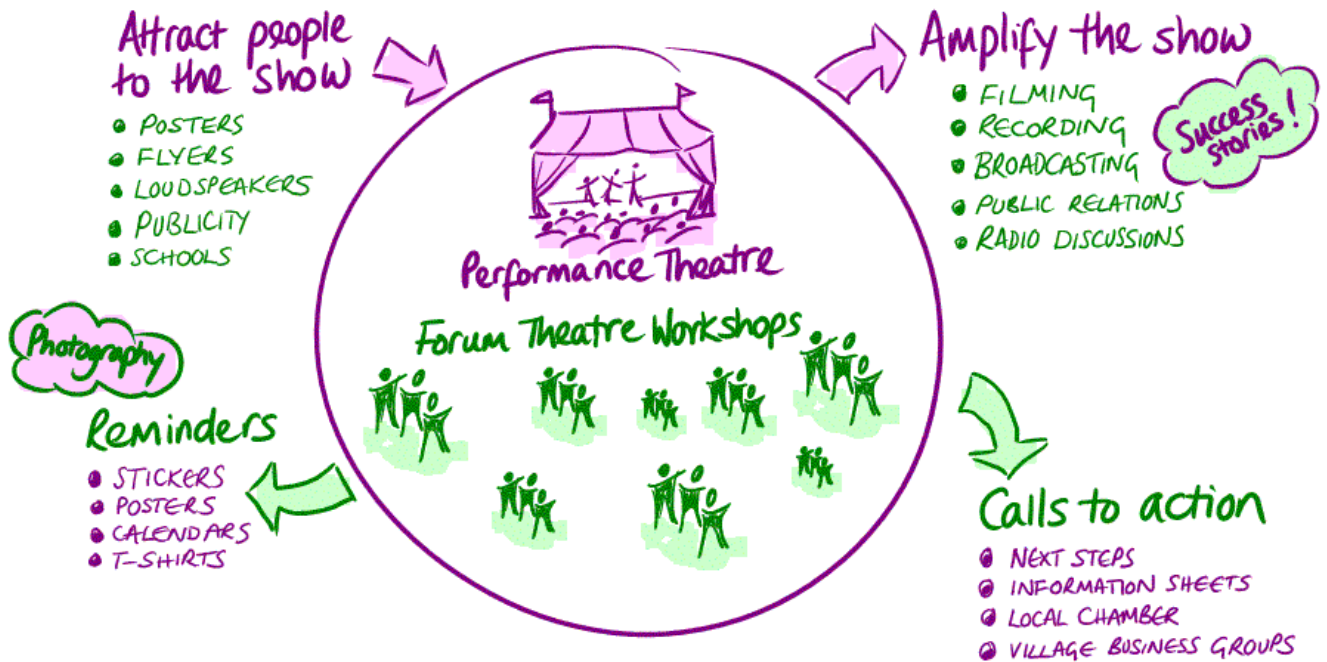 Attract people
to the show
POSTERS
FLYERS
LOUDSPEAKERS
PUBLICITY
SCHOOLS
Amplify the show
FILMING
RECORDING
BROADCASTING
PUBLIC RELATIONS
RADIO DISCUSSIONS
Success
stories!
Performance Theatre
Forum Theatre Workshops
Photography
Reminders
STICKERS
POSTERS
CALENDARS
T-SHIRTS
Calls to action
NEXT STEPS
INFORMATION SHEETS
LOCAL CHAMBER
VILLAGE BUSINESS GROUPS